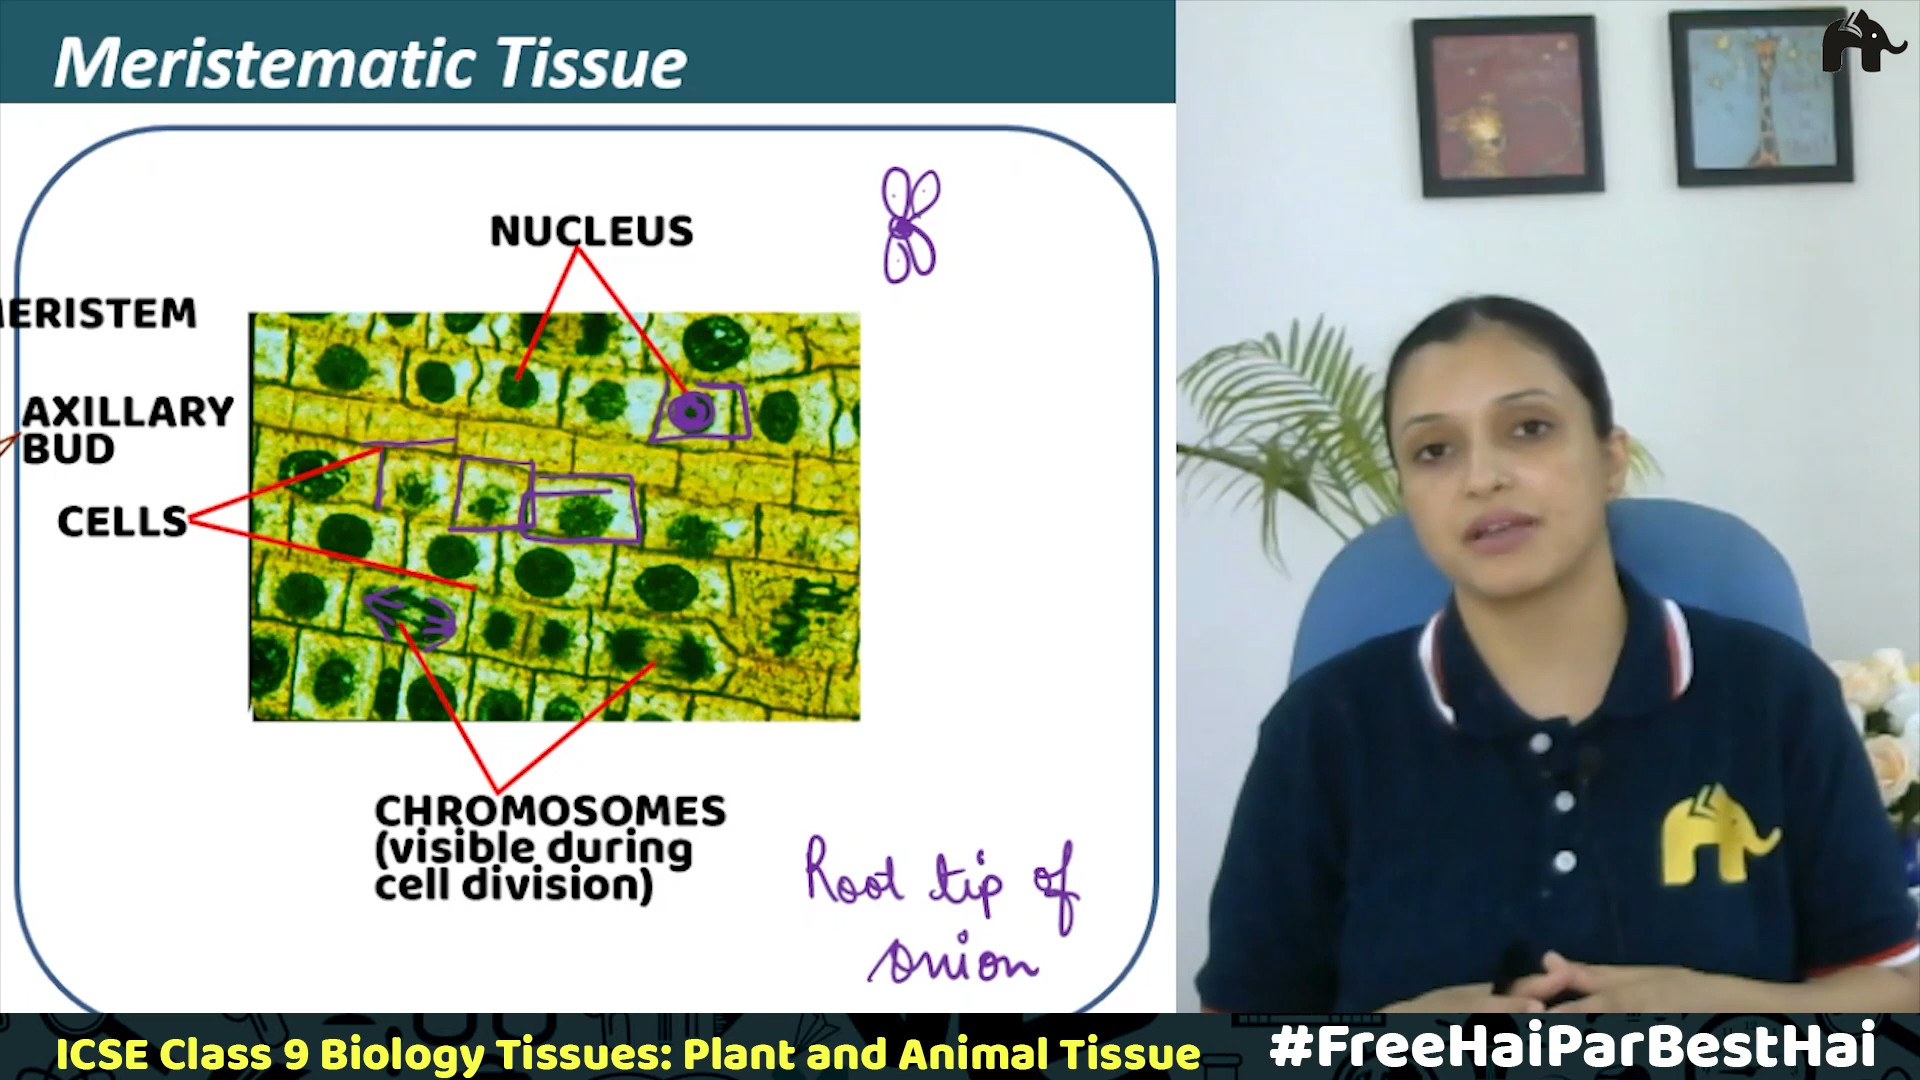 Meristematic Tissue
NUCLEUS
MERISTEM
AXILLARY
BUD
CELLS
CHROMOSOMES
(visible during
cell division)
Root tip of
onion
ICSE Class 9 Biology Tissues: Plant and Animal Tissue
#FreeHaiParBestHai